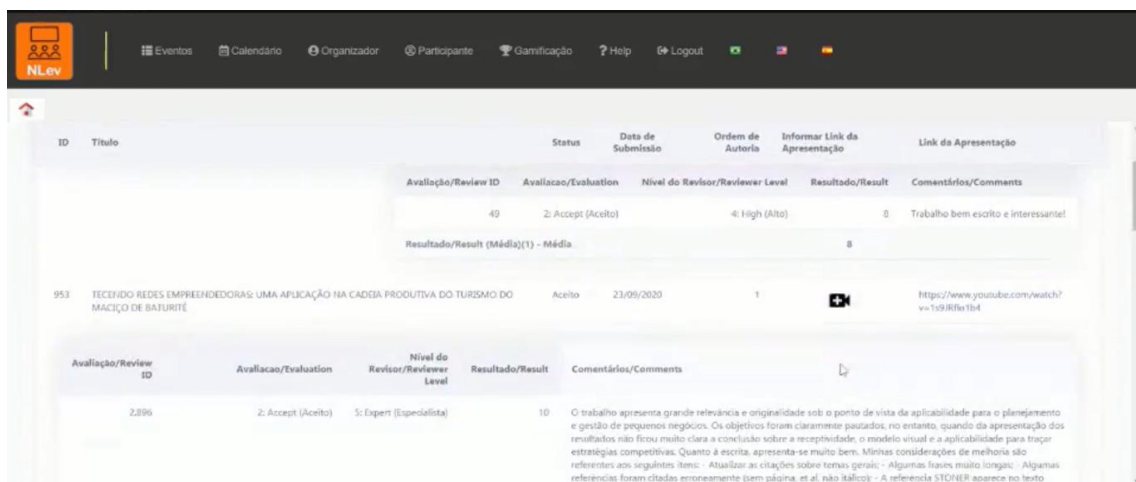 NLev
Eventos Calendário Organizador Participante Gamificação Help Logout
ID Título Status Data de Submissão Ordem de Autoria Informar Link da Apresentação Link da Apresentação
Avaliação/Review ID Avaliacao/Evaluation Nível do Revisor/Reviewer Level Resultado/Result Comentários/Comments
49 2: Accept (Aceito) 4: High (Alto) 8 Trabalho bem escrito e interessante!
Resultado/Result (Média)(1) - Média 8
953 TECENDO REDES EMPREENDEDORAS: UMA APLICAÇÃO NA CADEIA PRODUTIVA DO TURISMO DO Aceito 23/09/2020 1 https://www.youtube.com/watch?
MACIÇO DE BATURITÉ
Avaliação/Review ID Avaliacao/Evaluation Nível do Revisor/Reviewer Level Resultado/Result Comentários/Comments
2,896 2: Accept (Aceito) 5: Expert (Especialista) 10 O trabalho apresenta grande relevância e originalidade sob o ponto de vista da aplicabilidade para o planejamento
e gestão de pequenos negócios. Os objetivos foram claramente pautados, no entanto, quando da apresentação dos
resultados não ficou muito clara a conclusão sobre a receptividade, o modelo visual e a aplicabilidade para traçar
estratégias competitivas. Quanto à escrita, apresenta-se muito bem. Minhas considerações de melhoria são
referentes aos seguintes itens: - Atualizar as citações sobre temas gerais; - Algumas frases muito longas; - Algumas
referências foram citadas erroneamente (sem página, et al. não itálico); - A referência STONER aparece no texto